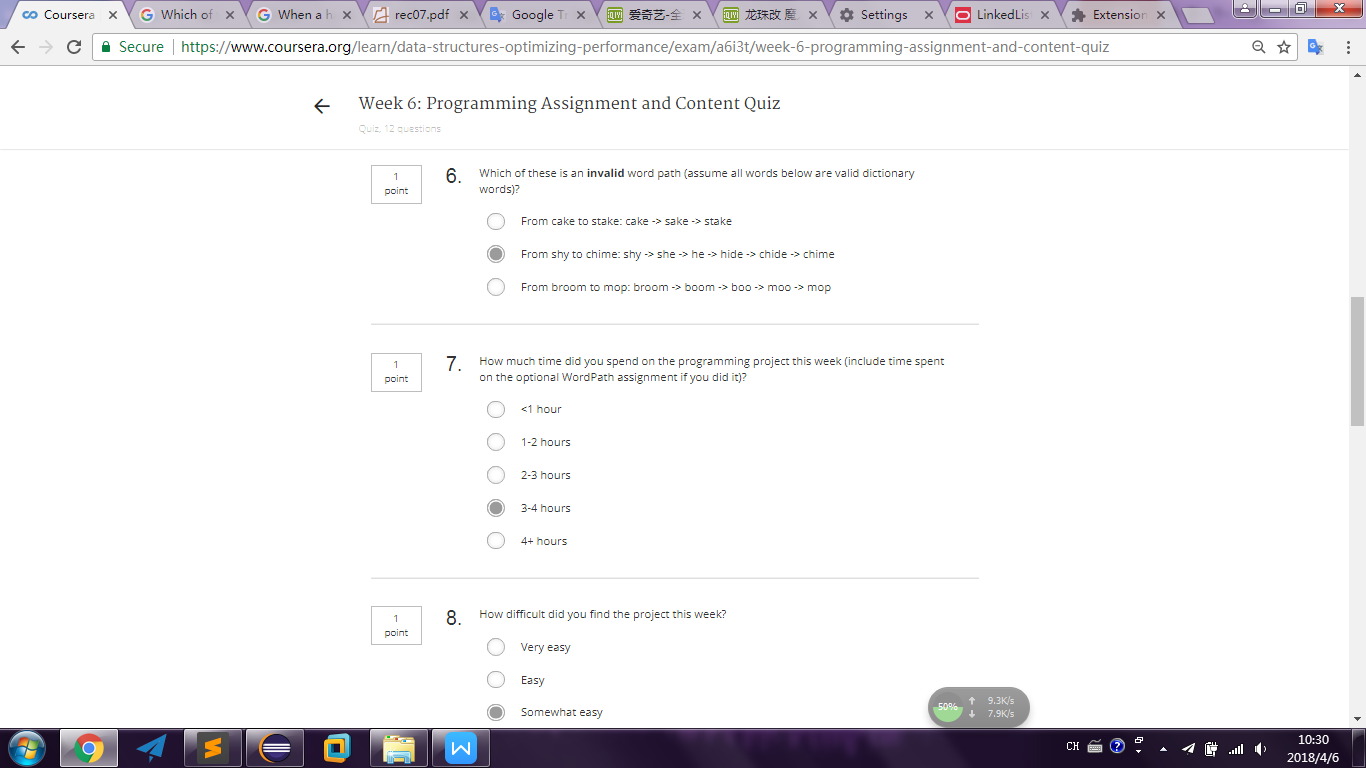 Coursera
Which of
When a h
rec07.pdf
Google Tr
爱奇艺-全
龙珠改 魔
Settings
LinkedLis
Extension
Secure https://www.coursera.org/learn/data-structures-optimizing-performance/exam/a6i3t/week-6-programming-assignment-and-content-quiz
Week 6: Programming Assignment and Content Quiz
Quiz, 12 questions
1 point
6. Which of these is an invalid word path (assume all words below are valid dictionary
words)?
From cake to stake: cake -> sake -> stake
From shy to chime: shy -> she -> he -> hide -> chide -> chime
From broom to mop: broom -> boom -> boo -> moo -> mop
1 point
7. How much time did you spend on the programming project this week (include time spent
on the optional WordPath assignment if you did it)?
<1 hour
1-2 hours
2-3 hours
3-4 hours
4+ hours
1 point
8. How difficult did you find the project this week?
Very easy
Easy
Somewhat easy
50%
9.3K/s
7.9K/s
CH
10:30
2018/4/6